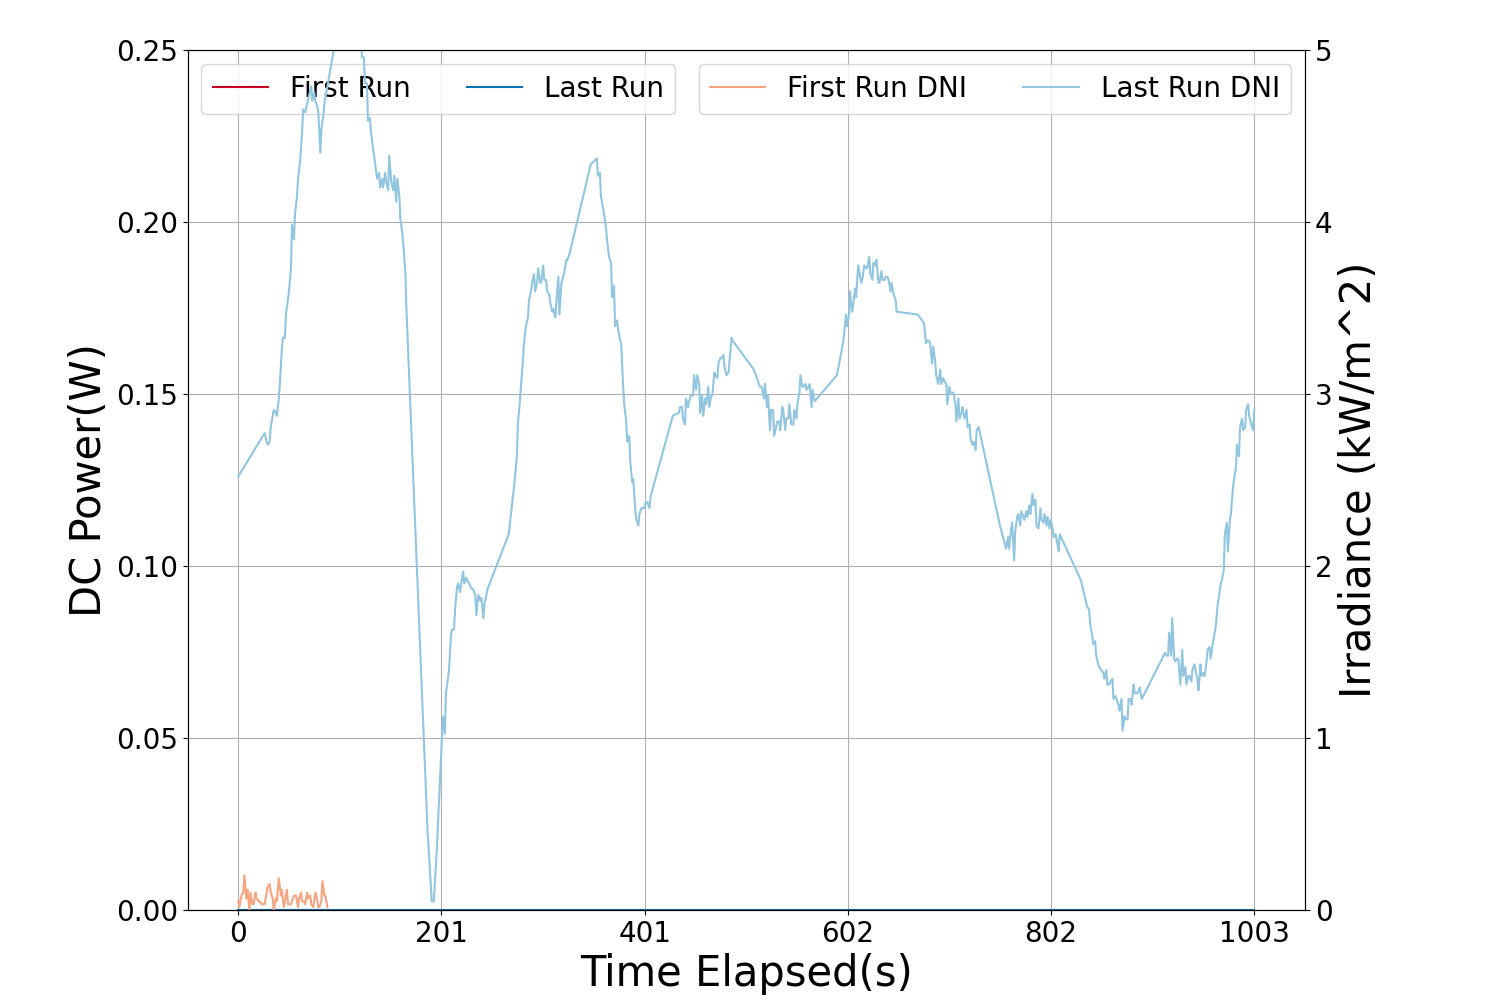 0.25
0.20
0.15
0.10
0.05
0.00
DC Power(W)
First Run
Last Run
First Run DNI
Last Run DNI
5
4
3
2
1
0
Irradiance (kW/m^2)
0
201
401
602
802
1003
Time Elapsed(s)